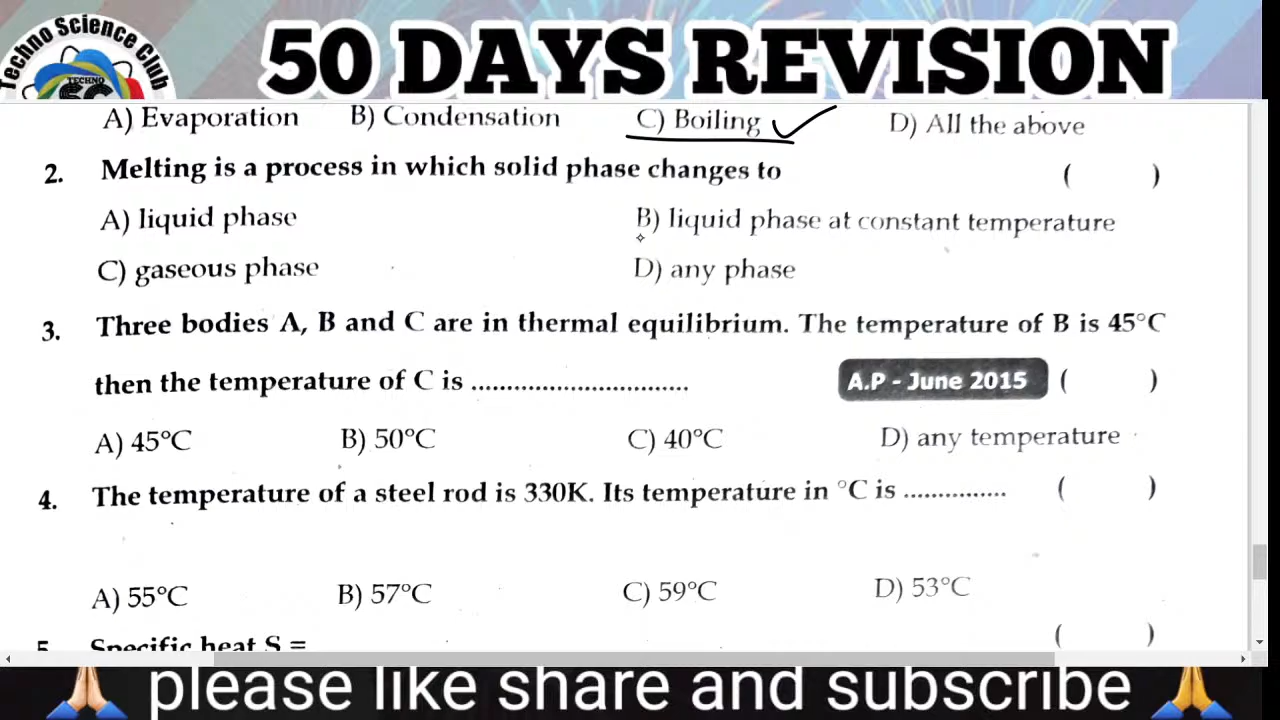 Techno Science Club
TECHNO
50 DAYS REVISION
A) Evaporation B) Condensation C) Boiling D) All the above
2. Melting is a process in which solid phase changes to ( )
A) liquid phase B) liquid phase at constant temperature
C) gaseous phase D) any phase
3. Three bodies A, B and C are in thermal equilibrium. The temperature of B is 45°C
then the temperature of C is .............................. A.P - June 2015 ( )
A) 45°C B) 50°C C) 40°C D) any temperature
4. The temperature of a steel rod is 330K. Its temperature in °C is ............... ( )
A) 55°C B) 57°C C) 59°C D) 53°C
5. Specific heat S = ( )
please like share and subscribe